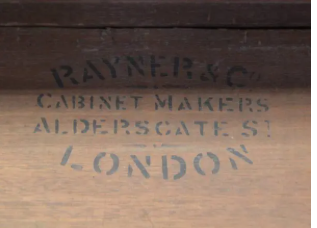 RAYNER & Co
CABINET MAKERS
ALDERSGATE ST
LONDON